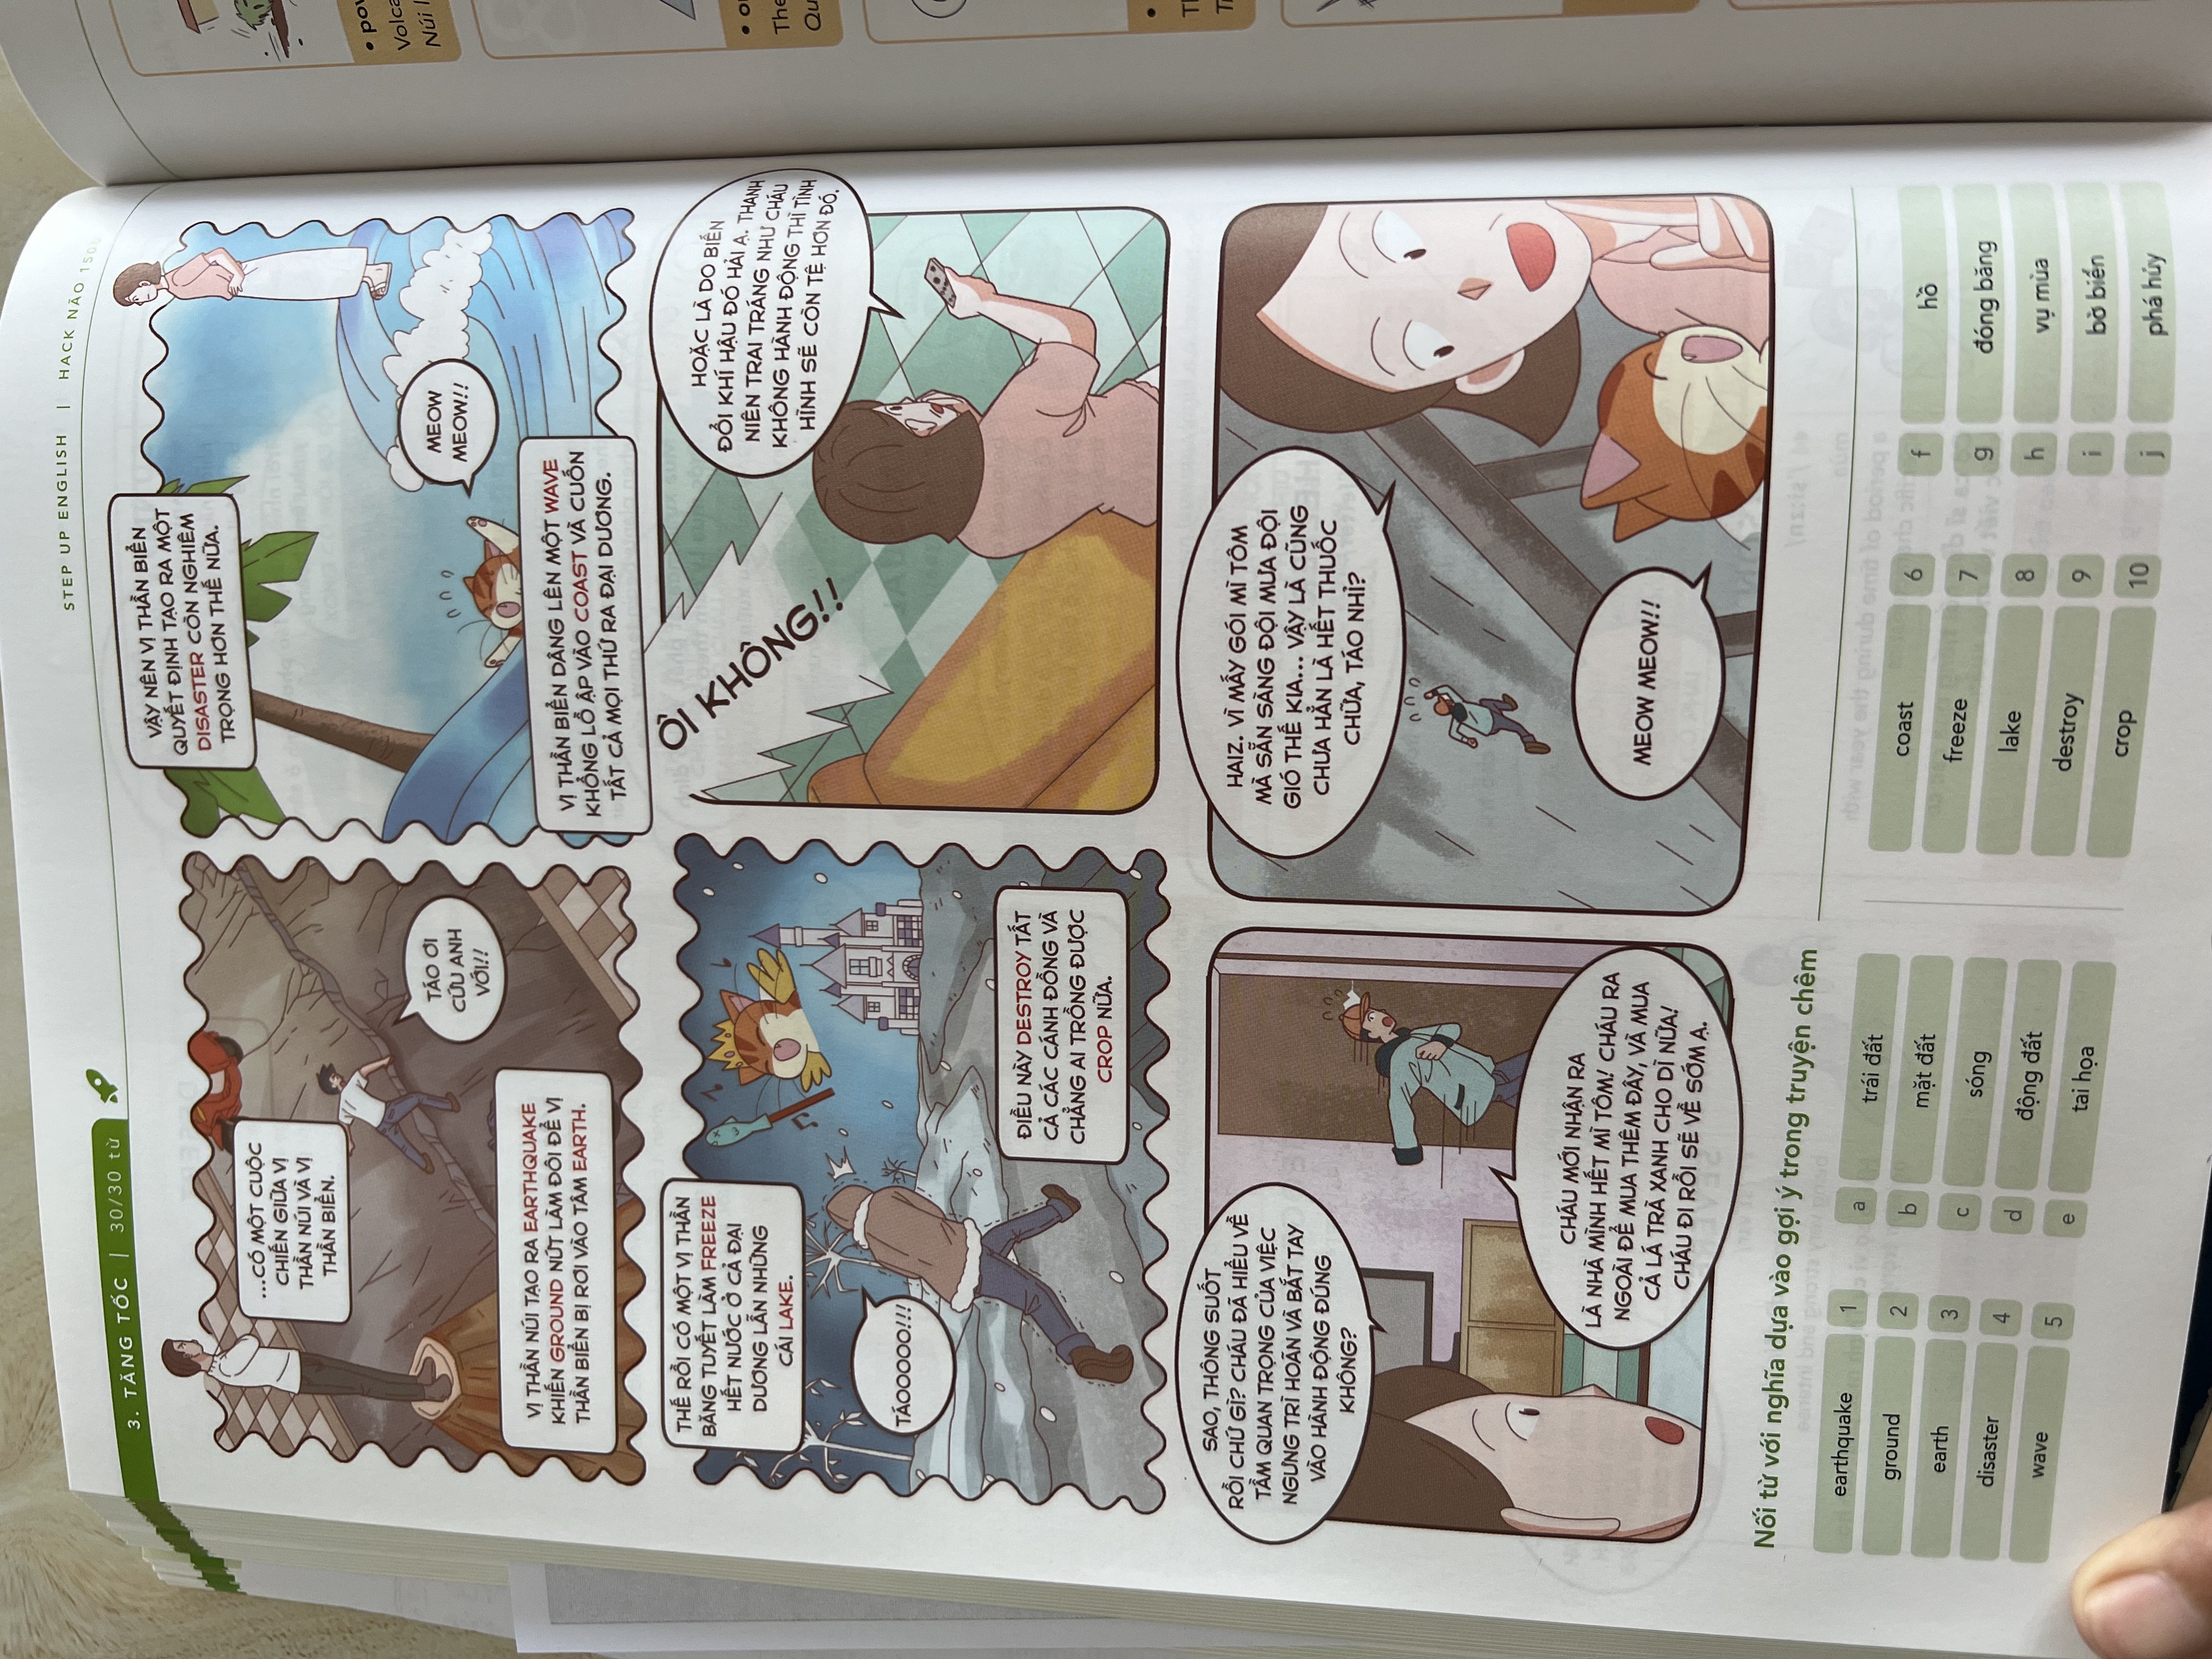 STEP UP ENGLISH | HACK NÃO
3. TĂNG TỐC | 30/30 từ
...CÓ MỘT CUỘC
CHIẾN GIỮA VỊ
THẦN NÚI VÀ VỊ
THẦN BIỂN.
TÁO ƠI
CỨU ANH
VỚI!!
VỊ THẦN NÚI TẠO RA EARTHQUAKE
KHIẾN GROUND NỨT LÀM ĐÔI ĐỂ VỊ
THẦN BIỂN BỊ RƠI VÀO TÂM EARTH.
VẬY NÊN VỊ THẦN BIỂN
QUYẾT ĐỊNH TẠO RA MỘT
DISASTER CÒN NGHIÊM
TRỌNG HƠN THẾ NỮA.
MEOW
MEOW!!
VỊ THẦN BIỂN DÂNG LÊN MỘT WAVE
KHỔNG LỒ ẬP VÀO COAST VÀ CUỐN
TẤT CẢ MỌI THỨ RA ĐẠI DƯƠNG.
THẾ RỒI CÓ MỘT VỊ THẦN
BĂNG TUYẾT LÀM FREEZE
HẾT NƯỚC Ở CẢ ĐẠI
DƯƠNG LẪN NHỮNG
CÁI LAKE.
TÁOOOOO!!!
ĐIỀU NÀY DESTROY TẤT
CẢ CÁC CÁNH ĐỒNG VÀ
CHẲNG AI TRỒNG ĐƯỢC
CROP NỮA.
ÔI KHÔNG!!
HOẶC LÀ DO BIẾN
ĐỔI KHÍ HẬU ĐÓ HẢI Ạ. THANH
NIÊN TRAI TRÁNG NHƯ CHÁU
KHÔNG HÀNH ĐỘNG THÌ TÌNH
HÌNH SẼ CÒN TỆ HƠN ĐÓ.
SAO, THÔNG SUỐT
RỒI CHỨ GÌ? CHÁU ĐÃ HIỂU VỀ
TẦM QUAN TRỌNG CỦA VIỆC
NGƯNG TRÌ HOÃN VÀ BẮT TAY
VÀO HÀNH ĐỘNG ĐÚNG
KHÔNG?
CHÁU MỚI NHẬN RA
LÀ NHÀ MÌNH HẾT MÌ TÔM! CHÁU RA
NGOÀI ĐỂ MUA THÊM ĐÂY, VÀ MUA
CẢ LÁ TRÀ XANH CHO DÌ NỮA!
CHÁU ĐI RỒI SẼ VỀ SỚM Ạ.
HAIZ. VÌ MẤY GÓI MÌ TÔM
MÀ SẴN SÀNG ĐỘI MƯA ĐỘI
GIÓ THẾ KIA... VẬY LÀ CŨNG
CHƯA HẲN LÀ HẾT THUỐC
CHỮA, TÁO NHỈ?
MEOW MEOW!!
Nối từ với nghĩa dựa vào gợi ý trong truyện chêm
earthquake 1 a trái đất
ground 2 b mặt đất
earth 3 c sóng
disaster 4 d động đất
wave 5 e tai họa
coast 6 f hồ
freeze 7 g đóng băng
lake 8 h vụ mùa
destroy 9 i bờ biển
crop 10 j phá hủy